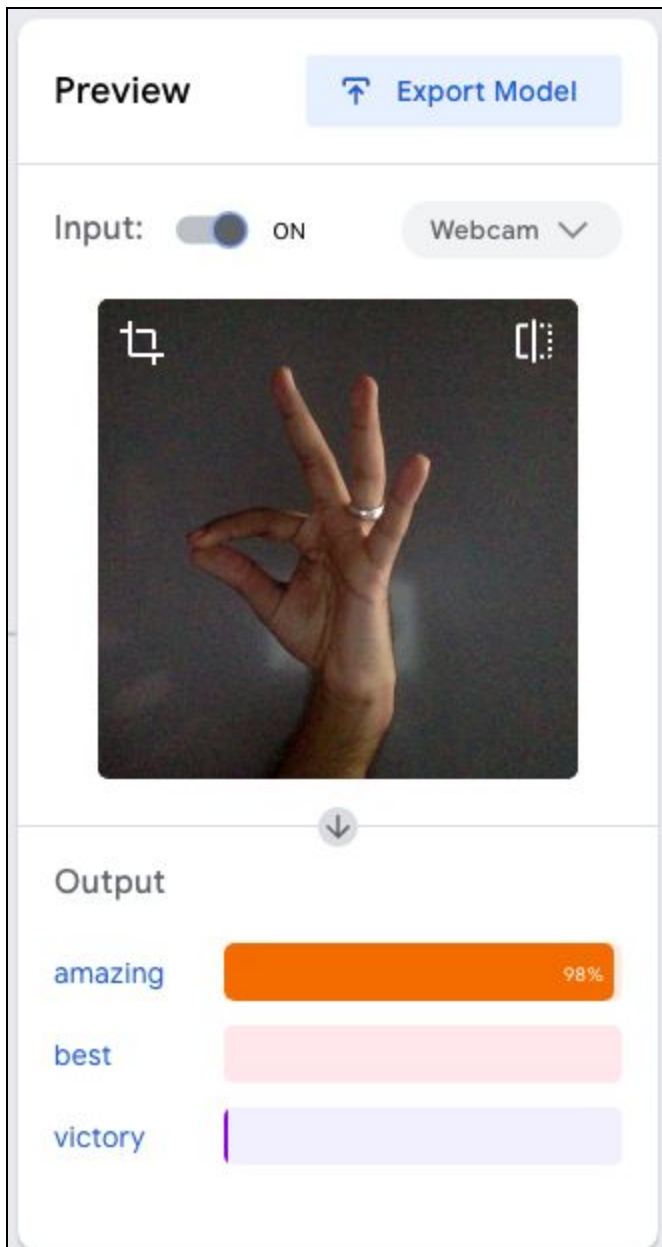 Preview
Export Model
Input: ON Webcam
Output
amazing 98%
best
victory